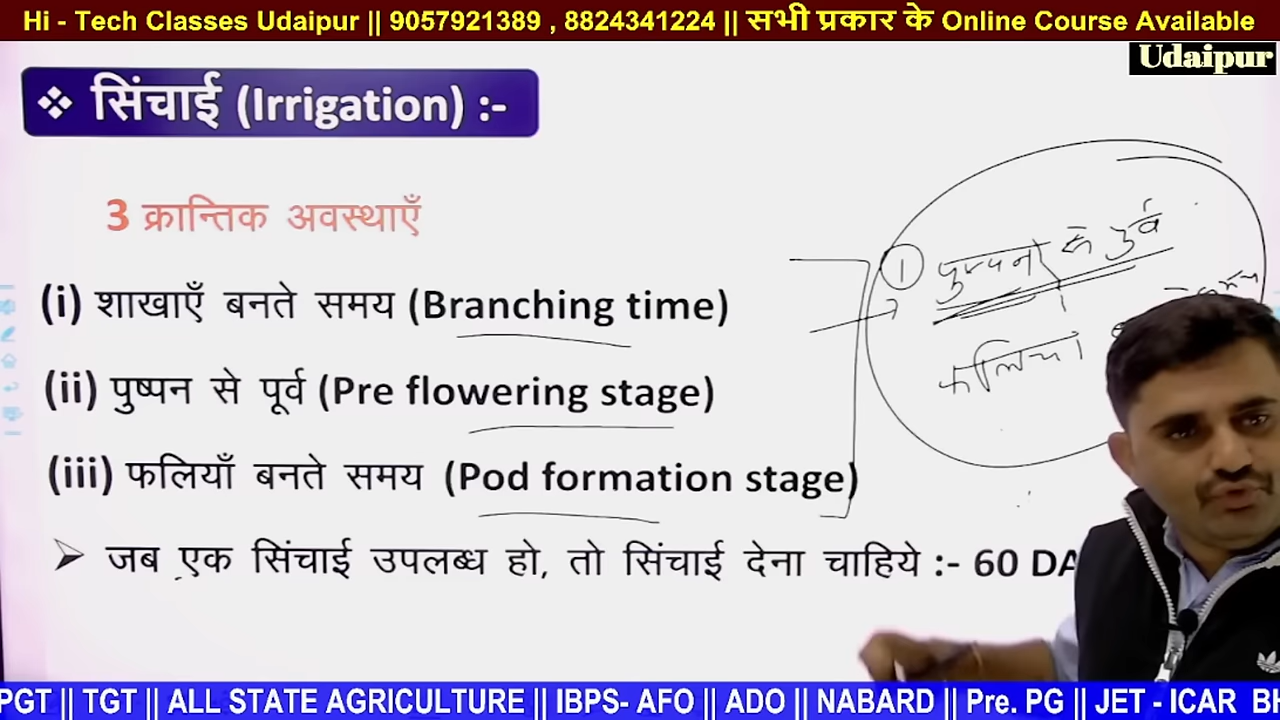 Hi - Tech Classes Udaipur || 9057921389 , 8824341224 || सभी प्रकार के Online Course Available
Udaipur
❖ सिंचाई (Irrigation) :-
3 क्रान्तिक अवस्थाएँ
(i) शाखाएँ बनते समय (Branching time)
(ii) पुष्पन से पूर्व (Pre flowering stage)
(iii) फलियाँ बनते समय (Pod formation stage)
➢ जब एक सिंचाई उपलब्ध हो, तो सिंचाई देना चाहिये :- 60 DA
1 पुष्पन के पुर्व
फलियां
PGT || TGT || ALL STATE AGRICULTURE || IBPS- AFO || ADO || NABARD || Pre. PG || JET - ICAR BH